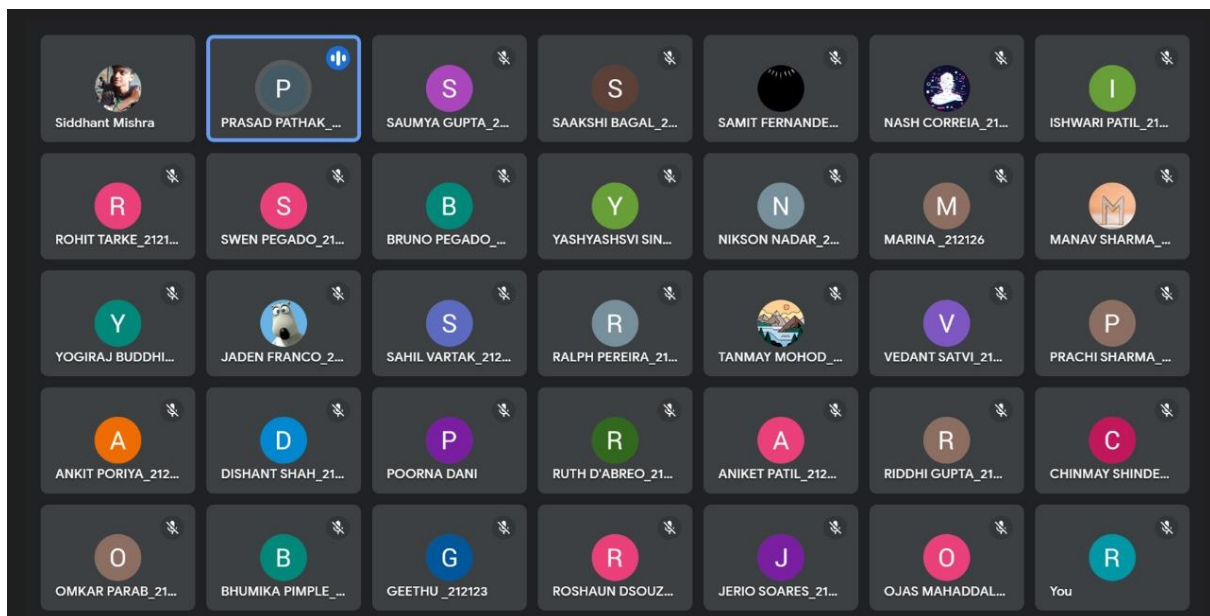 P S S I
Siddhant Mishra PRASAD PATHAK_... SAUMYA GUPTA_2... SAAKSHI BAGAL_2... SAMIT FERNANDE... NASH CORREIA_21... ISHWARI PATIL_21...
R S B Y N M M
ROHIT TARKE_2121... SWEN PEGADO_21... BRUNO PEGADO_... YASHYASHSVI SIN... NIKSON NADAR_2... MARINA _212126 MANAV SHARMA_...
Y S R V P
YOGIRAJ BUDDHI... JADEN FRANCO_2... SAHIL VARTAK_212... RALPH PEREIRA_21... TANMAY MOHOD_... VEDANT SATVI_21... PRACHI SHARMA_...
A D P R A R C
ANKIT PORIYA_212... DISHANT SHAH_21... POORNA DANI RUTH D'ABREO_21... ANIKET PATIL_212... RIDDHI GUPTA_21... CHINMAY SHINDE...
O B G R J O R
OMKAR PARAB_21... BHUMIKA PIMPLE_... GEETHU _212123 ROSHAUN DSOUZ... JERIO SOARES_21... OJAS MAHADDAL... You